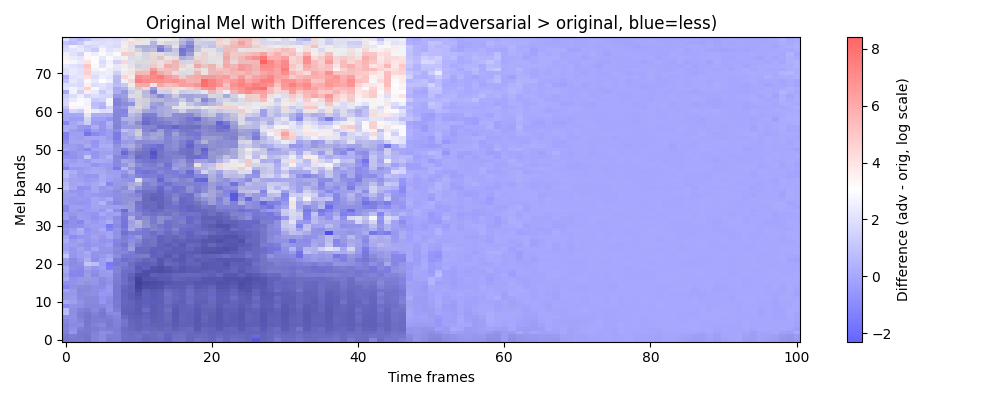 Original Mel with Differences (red=adversarial > original, blue=less)
Mel bands
70
60
50
40
30
20
10
0
0 20 40 60 80 100
Time frames
8
6
4
2
0
−2
Difference (adv - orig, log scale)